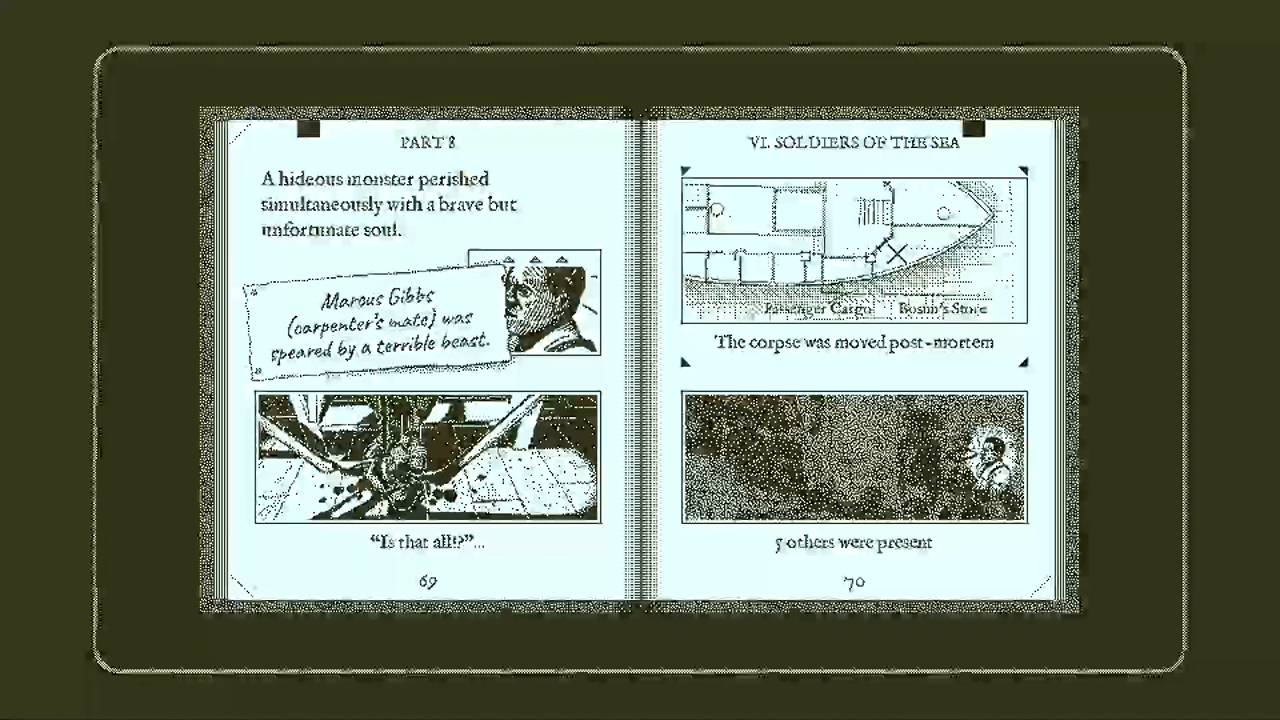 PART 8
A hideous monster perished
simultaneously with a brave but
unfortunate soul.
Marcus Gibbs
(carpenter's mate) was
speared by a terrible beast.
"Is that all!?"...
69
VI. SOLDIERS OF THE SEA
Passenger Cargo
Bosun's Store
The corpse was moved post-mortem
5 others were present
70